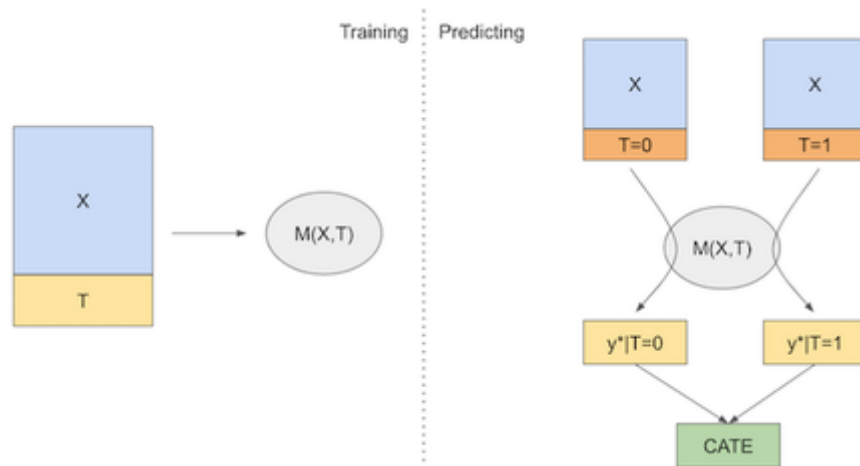 Training
Predicting
X
T
M(X,T)
X
X
T=0
T=1
M(X,T)
y*|T=0
y*|T=1
CATE